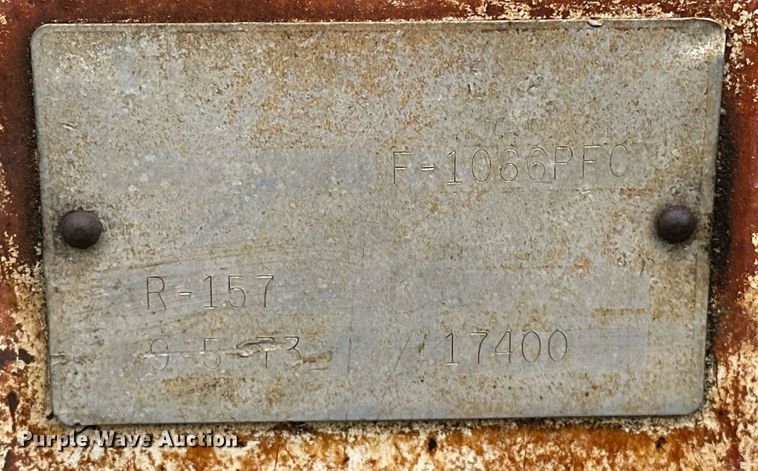 F-1066PFC
R-157
9-5-73 / 17400
Purple Wave Auction